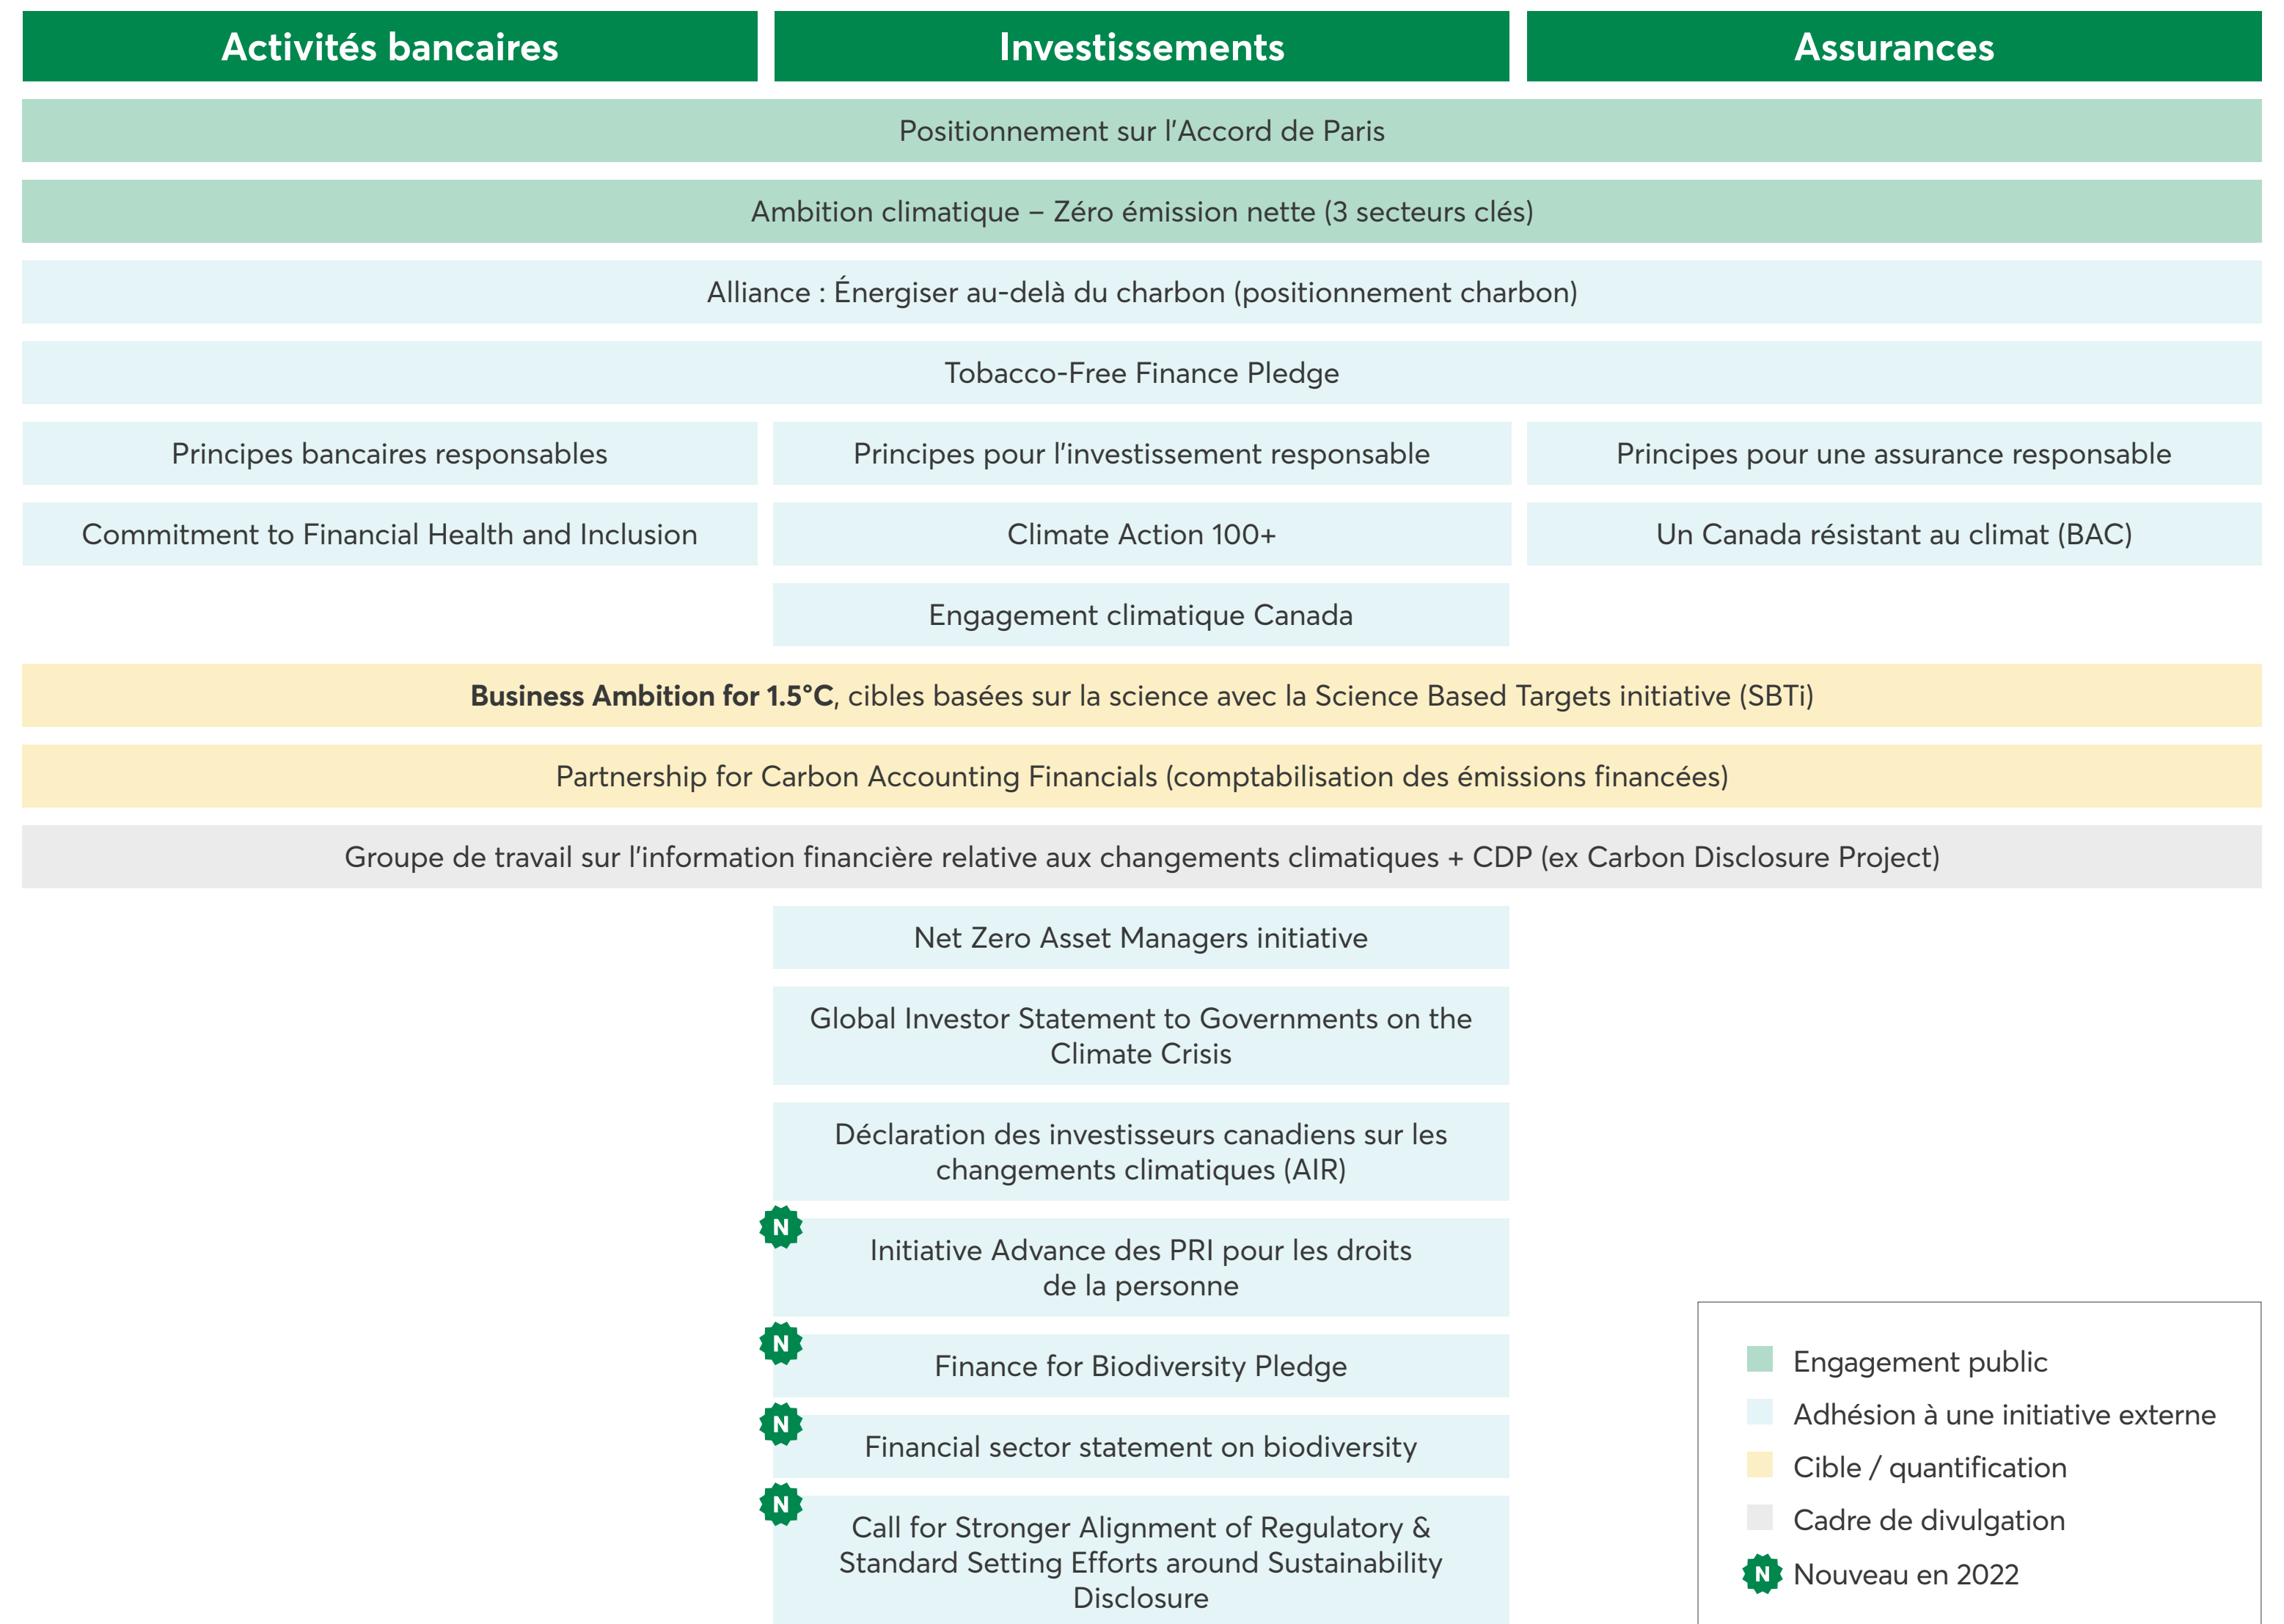 Activités bancaires
Investissements
Assurances
Positionnement sur l'Accord de Paris
Ambition climatique – Zéro émission nette (3 secteurs clés)
Alliance : Énergiser au-delà du charbon (positionnement charbon)
Tobacco-Free Finance Pledge
Principes bancaires responsables
Principes pour l'investissement responsable
Principes pour une assurance responsable
Commitment to Financial Health and Inclusion
Climate Action 100+
Un Canada résistant au climat (BAC)
Engagement climatique Canada
Business Ambition for 1.5°C, cibles basées sur la science avec la Science Based Targets initiative (SBTi)
Partnership for Carbon Accounting Financials (comptabilisation des émissions financées)
Groupe de travail sur l'information financière relative aux changements climatiques + CDP (ex Carbon Disclosure Project)
Net Zero Asset Managers initiative
Global Investor Statement to Governments on the
Climate Crisis
Déclaration des investisseurs canadiens sur les
changements climatiques (AIR)
N
Initiative Advance des PRI pour les droits
de la personne
N
Finance for Biodiversity Pledge
N
Financial sector statement on biodiversity
N
Call for Stronger Alignment of Regulatory &
Standard Setting Efforts around Sustainability
Disclosure
Engagement public
Adhésion à une initiative externe
Cible / quantification
Cadre de divulgation
N Nouveau en 2022